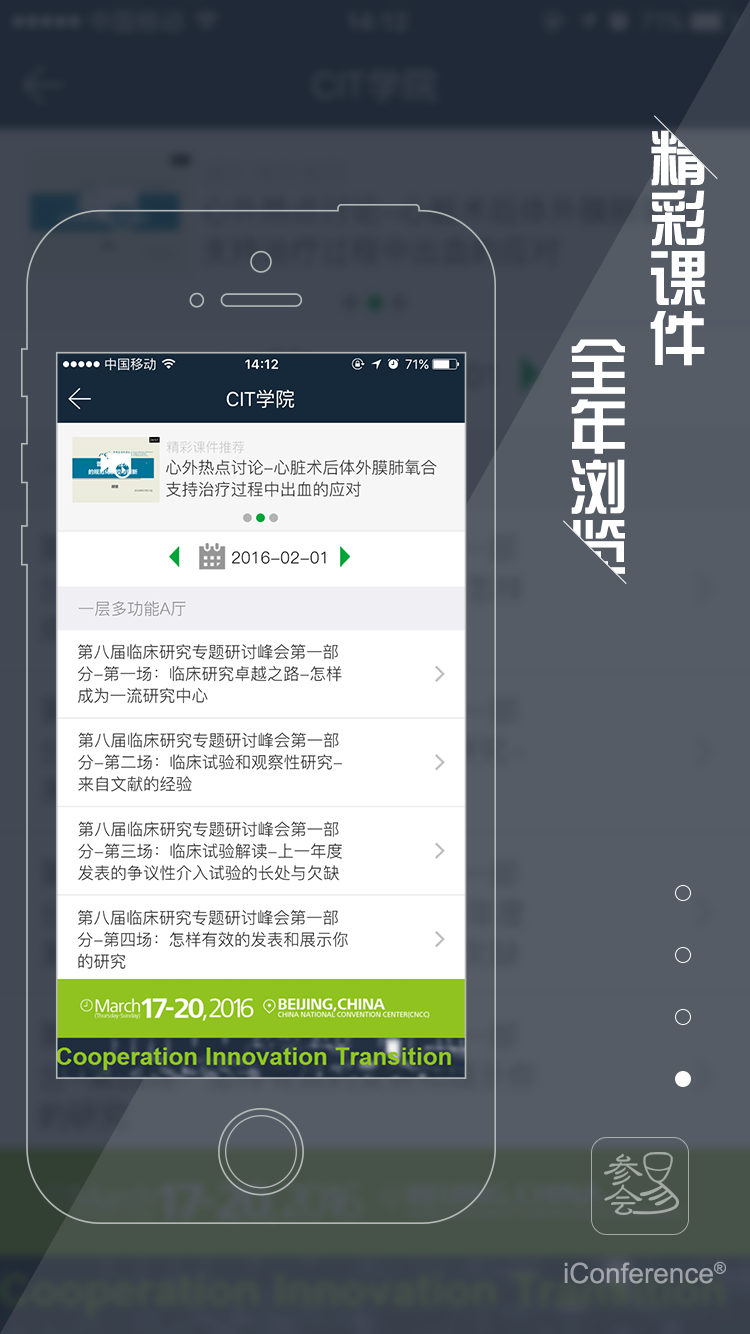 精彩课件
全年浏览
中国移动
14:12
71%
CIT学院
精彩课件推荐
心外热点讨论–心脏术后体外膜肺氧合
支持治疗过程中出血的应对
2016–02–01
一层多功能A厅
第八届临床研究专题研讨峰会第一部
分–第一场：临床研究卓越之路–怎样
成为一流研究中心
第八届临床研究专题研讨峰会第一部
分–第二场：临床试验和观察性研究–
来自文献的经验
第八届临床研究专题研讨峰会第一部
分–第三场：临床试验解读–上一年度
发表的争议性介入试验的长处与欠缺
第八届临床研究专题研讨峰会第一部
分–第四场：怎样有效的发表和展示你
的研究
March 17-20, 2016
(Thursday-Sunday)
BEIJING, CHINA
CHINA NATIONAL CONVENTION CENTER(CNCC)
Cooperation Innovation Transition
参会易
iConference®